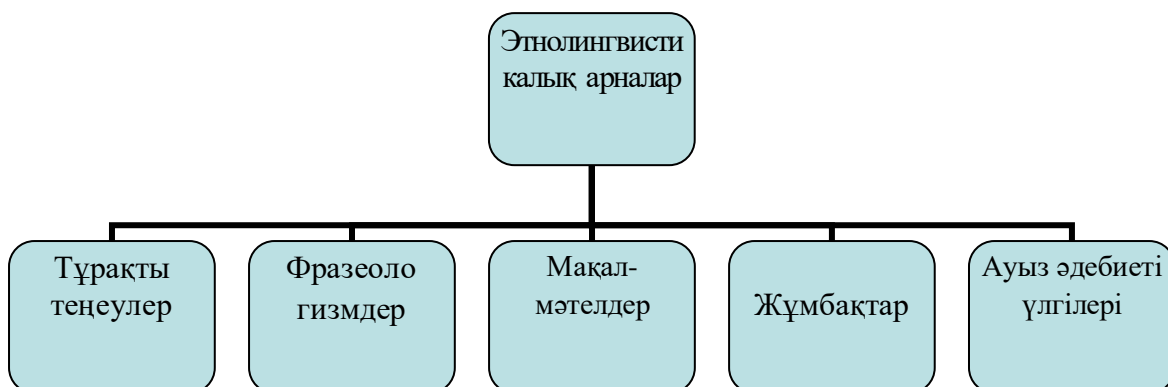 Этнолингвисти
калық арналар
Тұрақты
теңеулер
Фразеоло
гизмдер
Мақал-
мәтелдер
Жұмбақтар
Ауыз әдебиеті
үлгілері